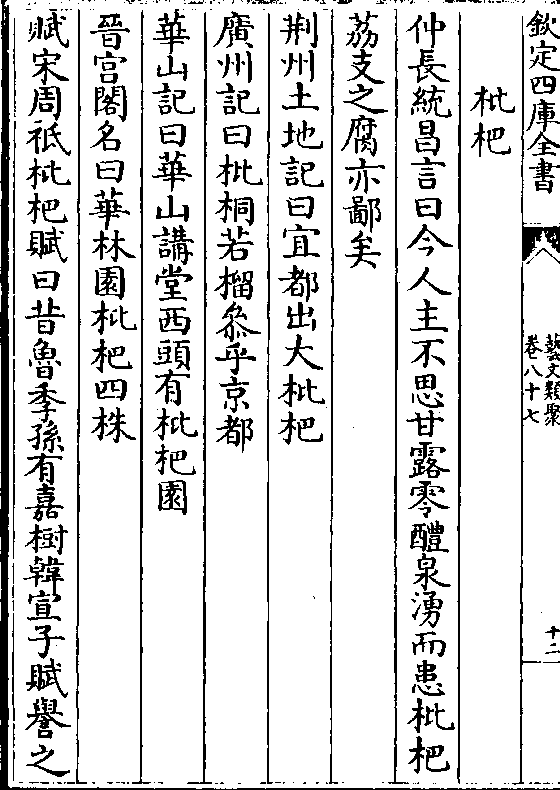 欽定四庫全書
藝文類聚
卷八十七
十二
枇杷
仲長統昌言曰今人主不思甘露零醴泉湧而患枇杷
荔支之腐亦鄙矣
荆州土地記曰宜都出大枇杷
廣州記曰枇桐若榴叅乎京都
華山記曰華山講堂西頭有枇杷園
晉宫閣名曰華林園枇杷四株
賦宋周祗枇杷賦曰昔魯季孫有嘉樹韓宣子賦譽之